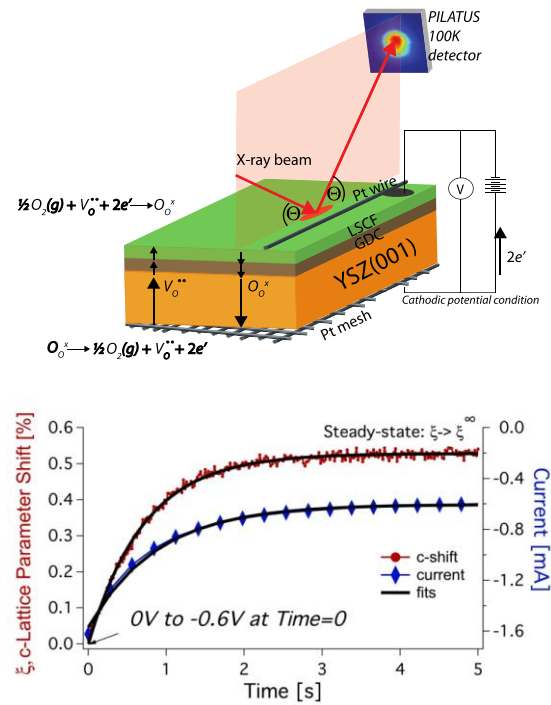 PILATUS
100K
detector
X-ray beam
Θ
(Θ
Pt wire
½O₂(g) + V_O^•• + 2e′ → O_O^x
LSCF
GDC
YSZ(001)
V
2e′
V_O^••
O_O^x
Cathodic potential condition
Pt mesh
O_O^x → ½O₂(g) + V_O^•• + 2e′
ξ, c-Lattice Parameter Shift [%]
0.6
0.5
0.4
0.3
0.2
0.1
0.0
Steady-state: ξ-> ξ^∞
c-shift
current
fits
0V to -0.6V at Time=0
0.0
-0.4
-0.8
-1.2
-1.6
Current [mA]
0 1 2 3 4 5
Time [s]